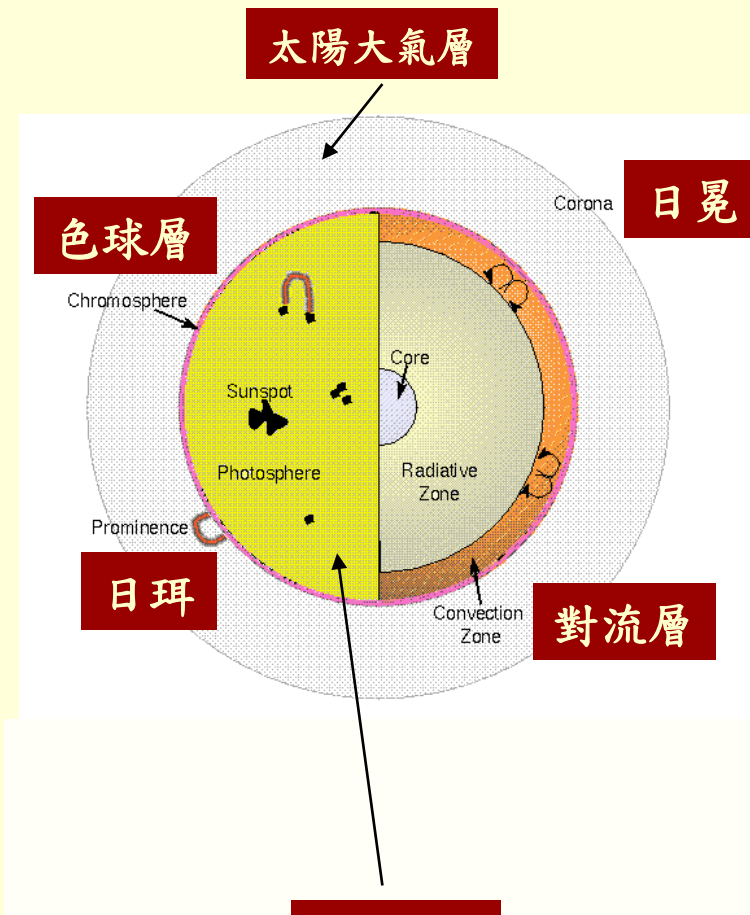 太陽大氣層
Corona
日冕
色球層
Chromosphere
Core
Sunspot
Photosphere
Radiative
Zone
Prominence
日珥
Convection
Zone
對流層